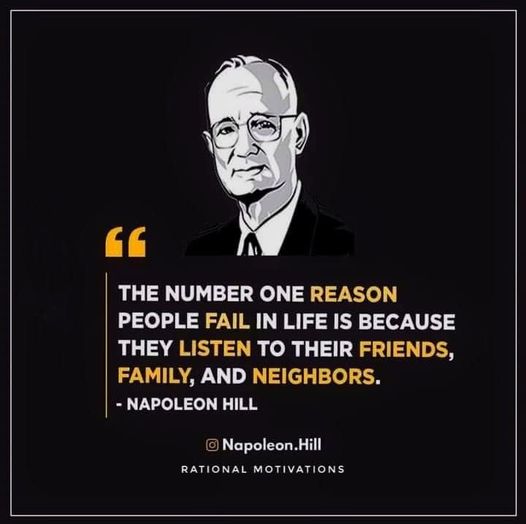 “
THE NUMBER ONE REASON
PEOPLE FAIL IN LIFE IS BECAUSE
THEY LISTEN TO THEIR FRIENDS,
FAMILY, AND NEIGHBORS.
- NAPOLEON HILL
Napoleon.Hill
RATIONAL MOTIVATIONS